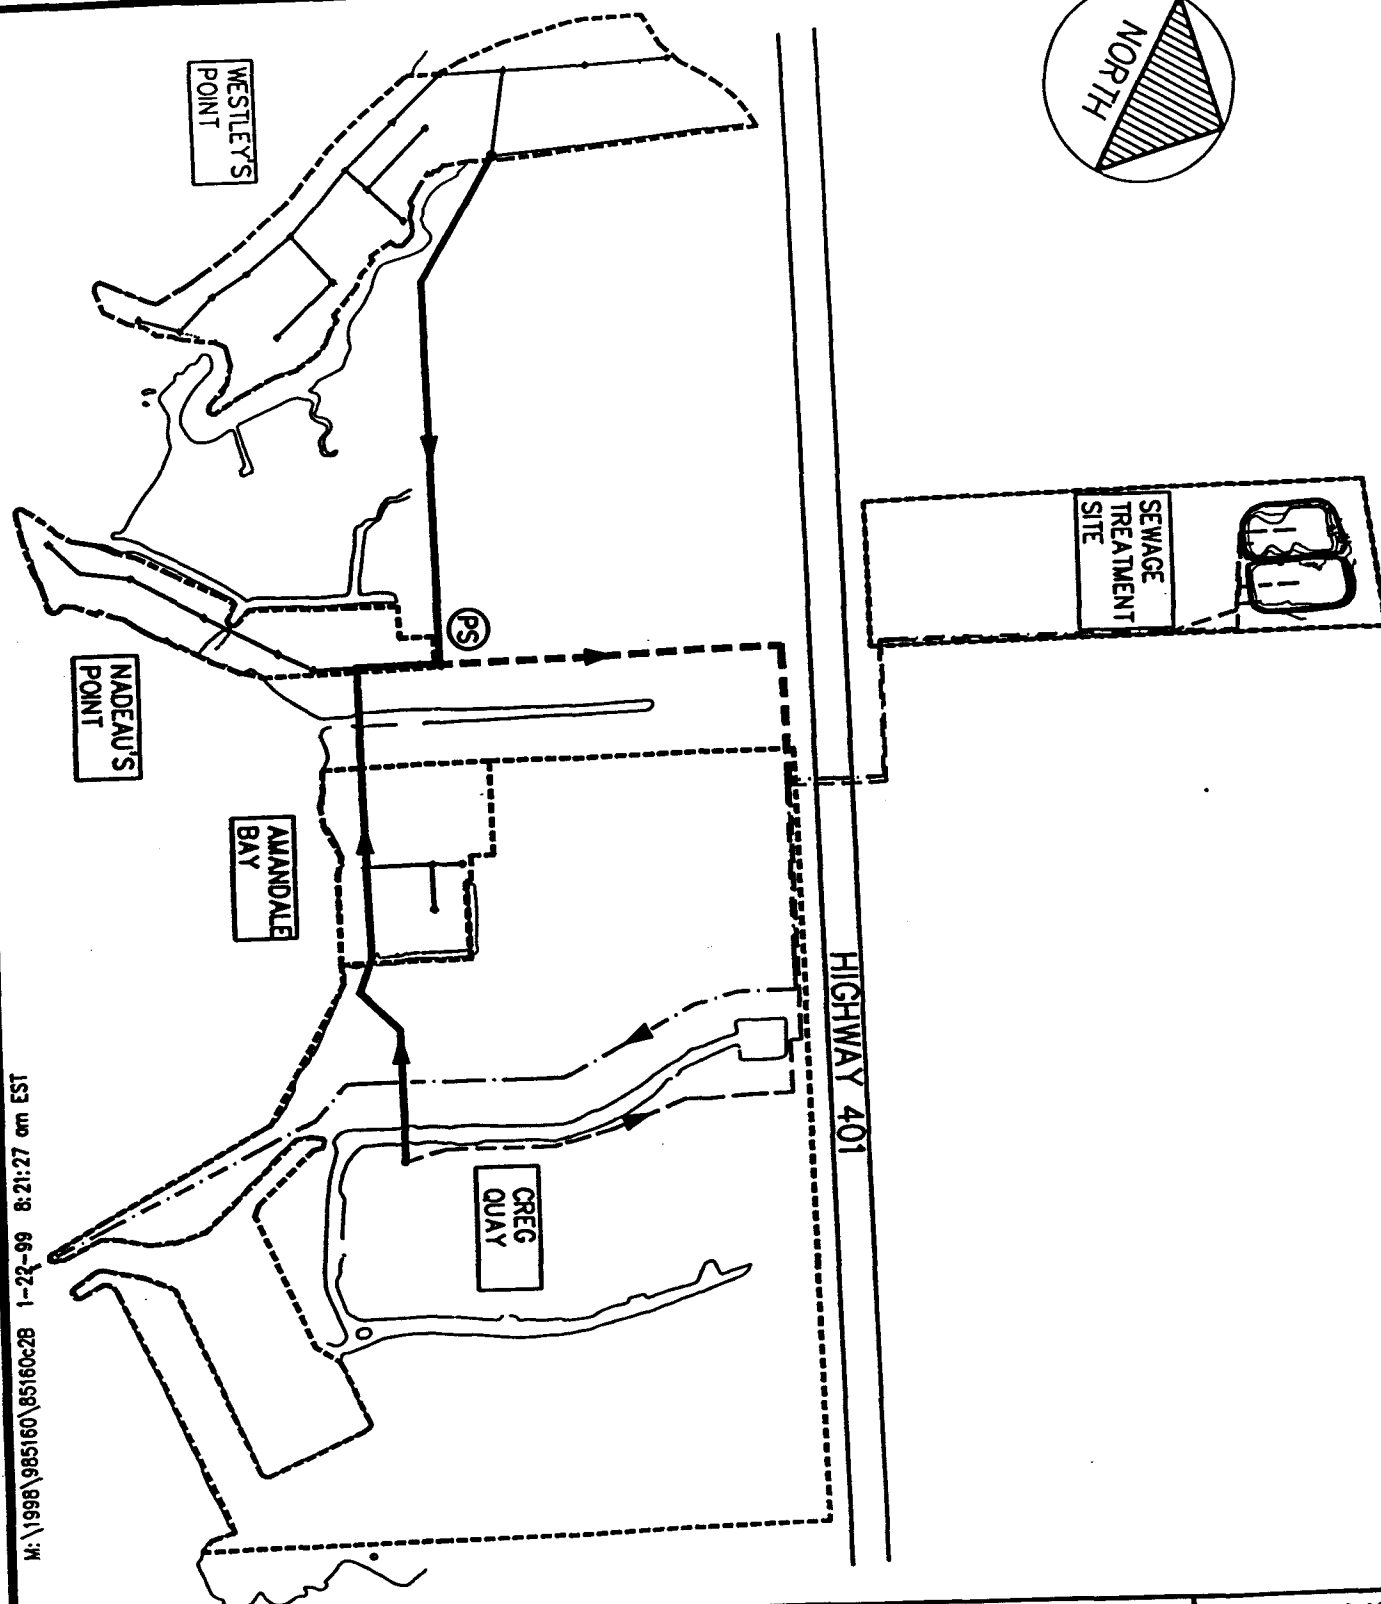 NORTH
WESTLEY'S
POINT
SEWAGE
TREATMENT
SITE
PS
NADEAU'S
POINT
AMANDALE
BAY
HIGHWAY 401
CREG
QUAY
M:\1998\985160\85160c2B 1-22-99 8:21:27 am EST